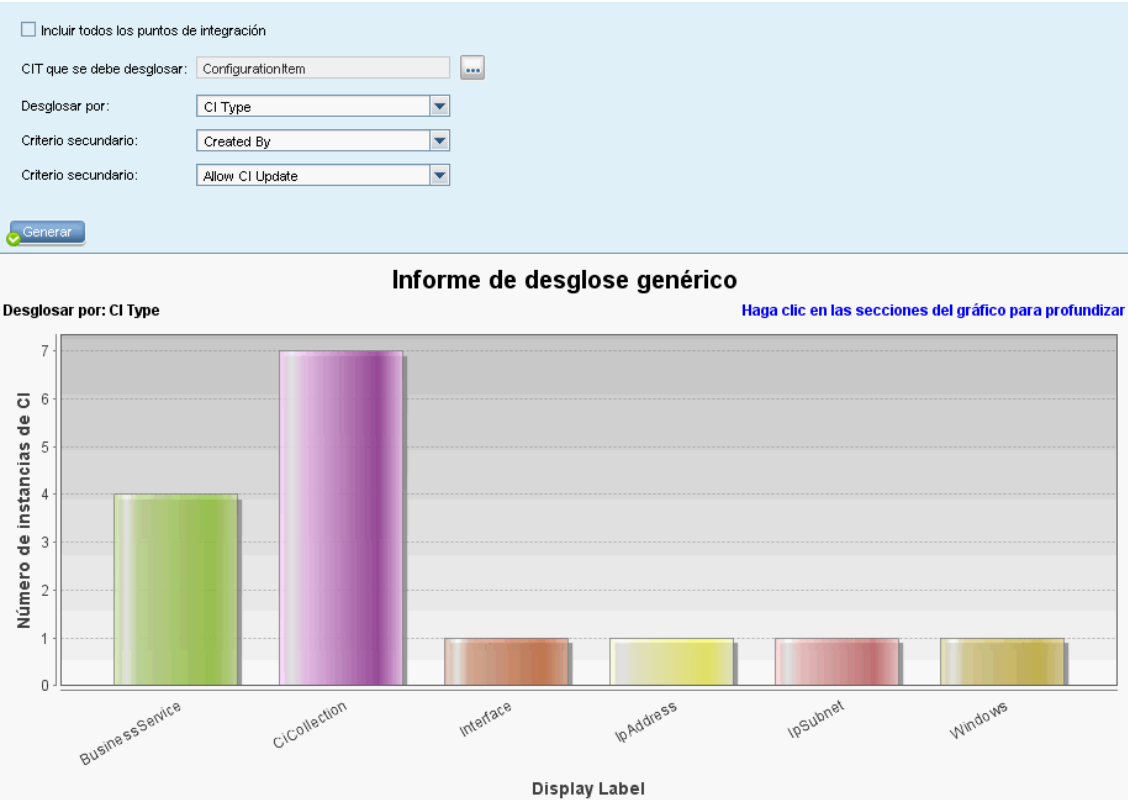 Incluir todos los puntos de integración
CIT que se debe desglosar: ConfigurationItem ...
Desglosar por: CI Type
Criterio secundario: Created By
Criterio secundario: Allow CI Update
Generar
Informe de desglose genérico
Desglosar por: CI Type
Haga clic en las secciones del gráfico para profundizar
Número de instancias de CI
7
6
5
4
3
2
1
0
BusinessService
CiCollection
Interface
IpAddress
IpSubnet
Windows
Display Label